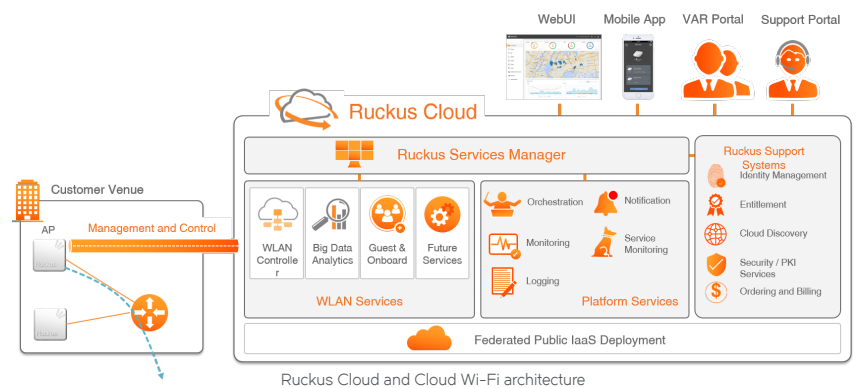 WebUI
Mobile App
VAR Portal
Support Portal
Ruckus Cloud
Ruckus Services Manager
Ruckus Support
Systems
Identity Management
Entitlement
Cloud Discovery
Security / PKI
Services
Ordering and Billing
Customer Venue
AP
Management and Control
WLAN
Controlle
r
Big Data
Analytics
Guest &
Onboard
Future
Services
WLAN Services
Orchestration
Notification
Monitoring
Service
Monitoring
Logging
Platform Services
Federated Public IaaS Deployment
Ruckus Cloud and Cloud Wi-Fi architecture